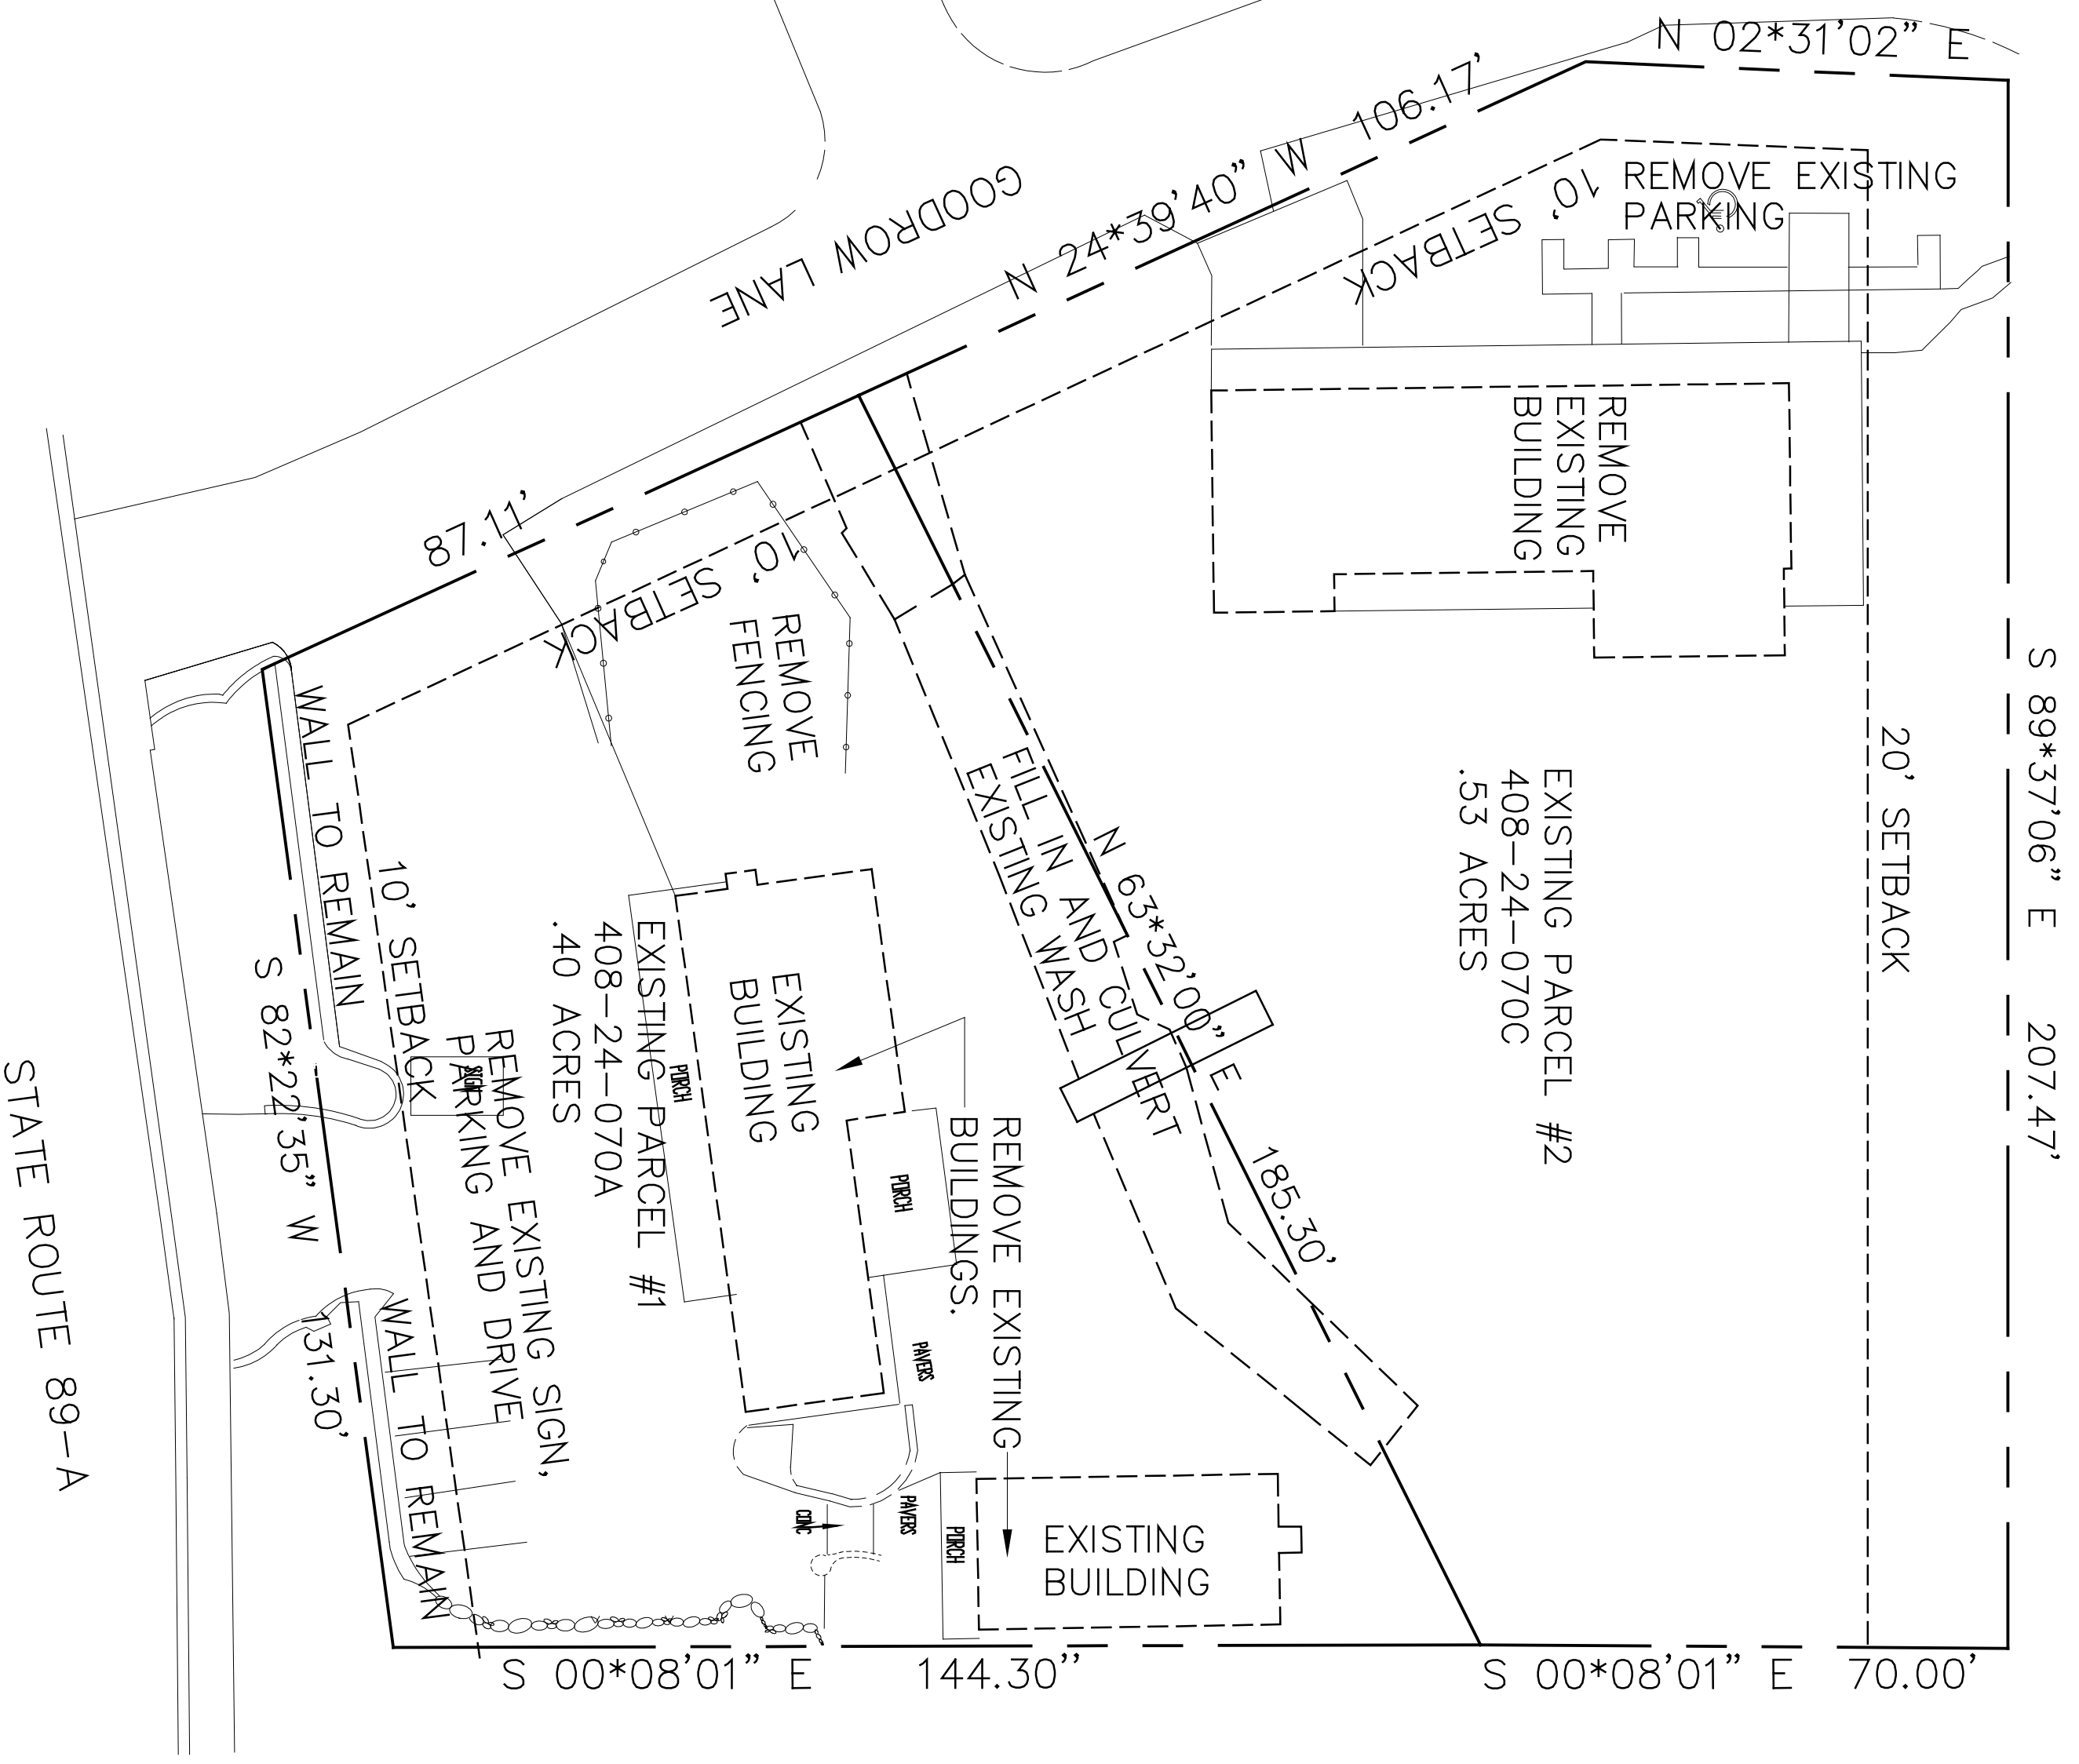 N 02*31'02" E
N 24*39'40" W 106.17'
GOODROW LANE
10' SETBACK
REMOVE EXISTING
PARKING
REMOVE
EXISTING
BUILDING
87.11'
10' SETBACK
REMOVE
FENCING
S 89*37'06" E 207.47'
20' SETBACK
EXISTING PARCEL #2
408-24-070C
.53 ACRES
FILL IN AND CULVERT
EXISTING WASH
N 63*32'00" E 185.30'
WALL TO REMAIN
10' SETBACK
S 82*22'35" W 131.30'
STATE ROUTE 89-A
REMOVE EXISTING SIGN,
PARKING AND DRIVE
SIGN
EXISTING PARCEL #1
408-24-070A
.40 ACRES
PORCH
EXISTING
BUILDING
REMOVE EXISTING
BUILDINGS.
PORCH
PAVERS
WALL TO REMAIN
CONC
PAVERS
PORCH
EXISTING
BUILDING
S 00*08'01" E 144.30''
S 00*08'01" E 70.00'